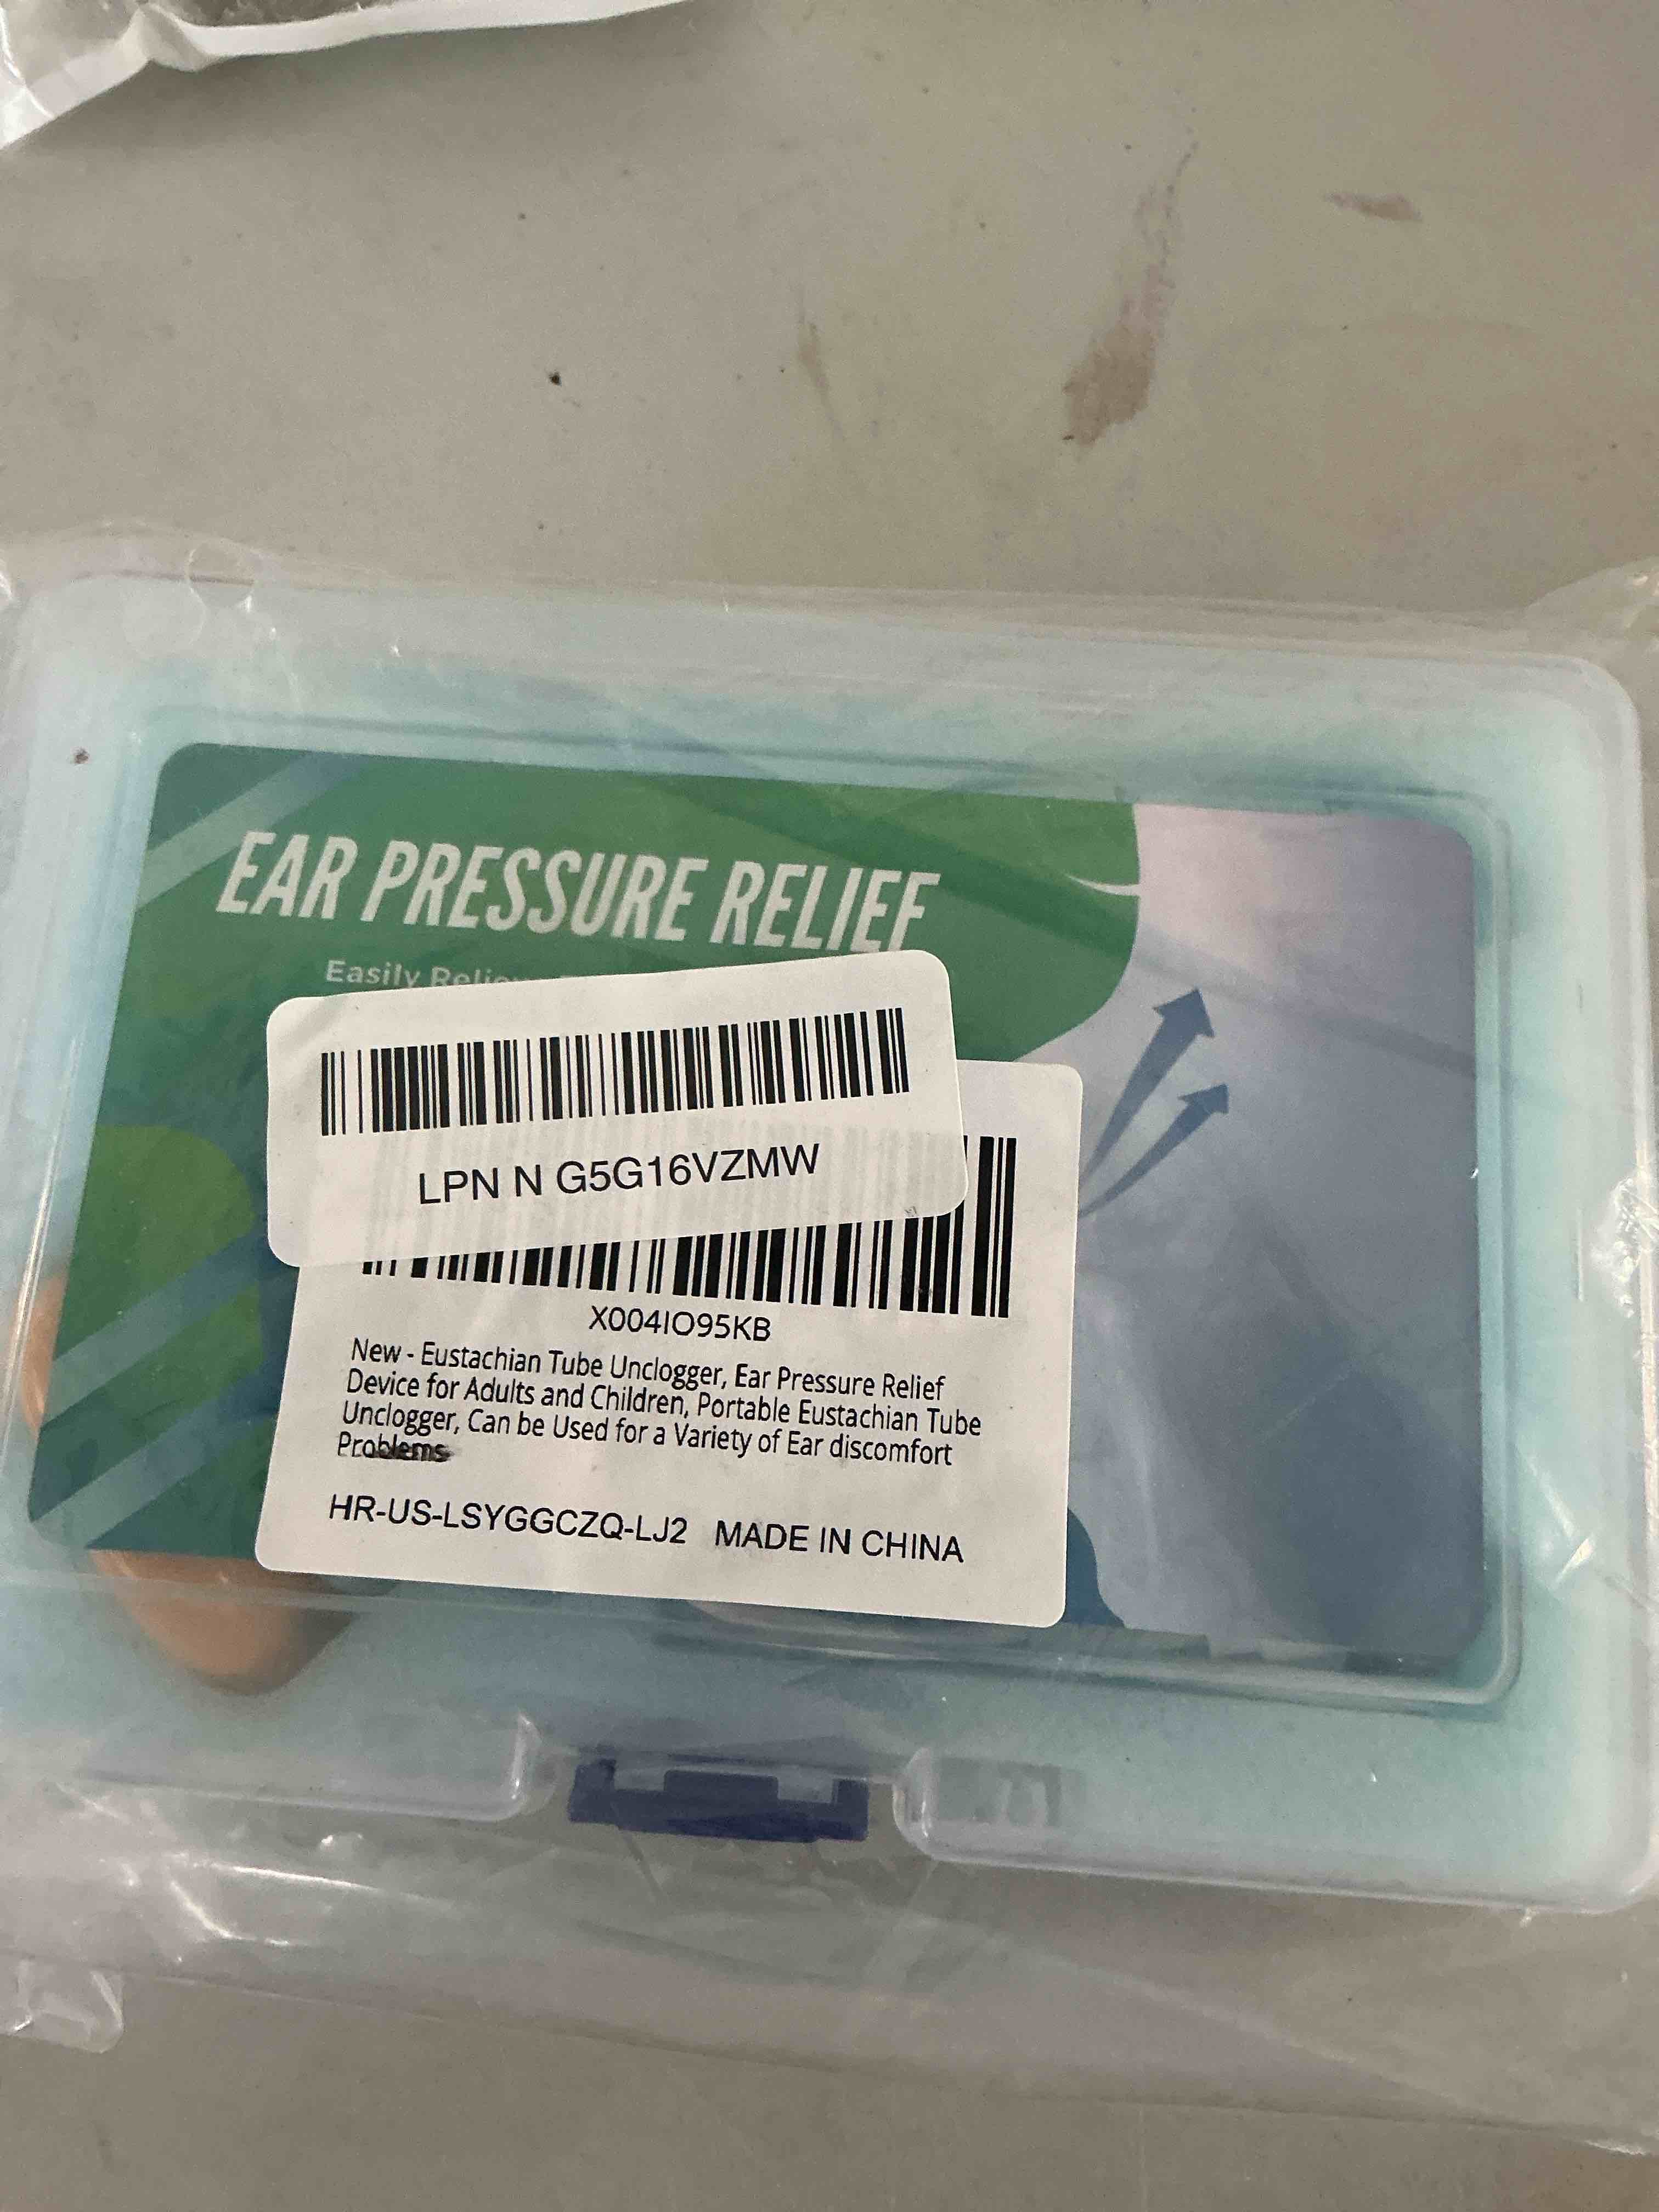 EAR PRESSURE RELIEF
Easily
LPN N G5G16VZMW
X004IO95KB
New - Eustachian Tube Unclogger, Ear Pressure Relief
Device for Adults and Children, Portable Eustachian Tube
Unclogger, Can be Used for a Variety of Ear discomfort
Problems
HR-US-LSYGGCZQ-LJ2 MADE IN CHINA